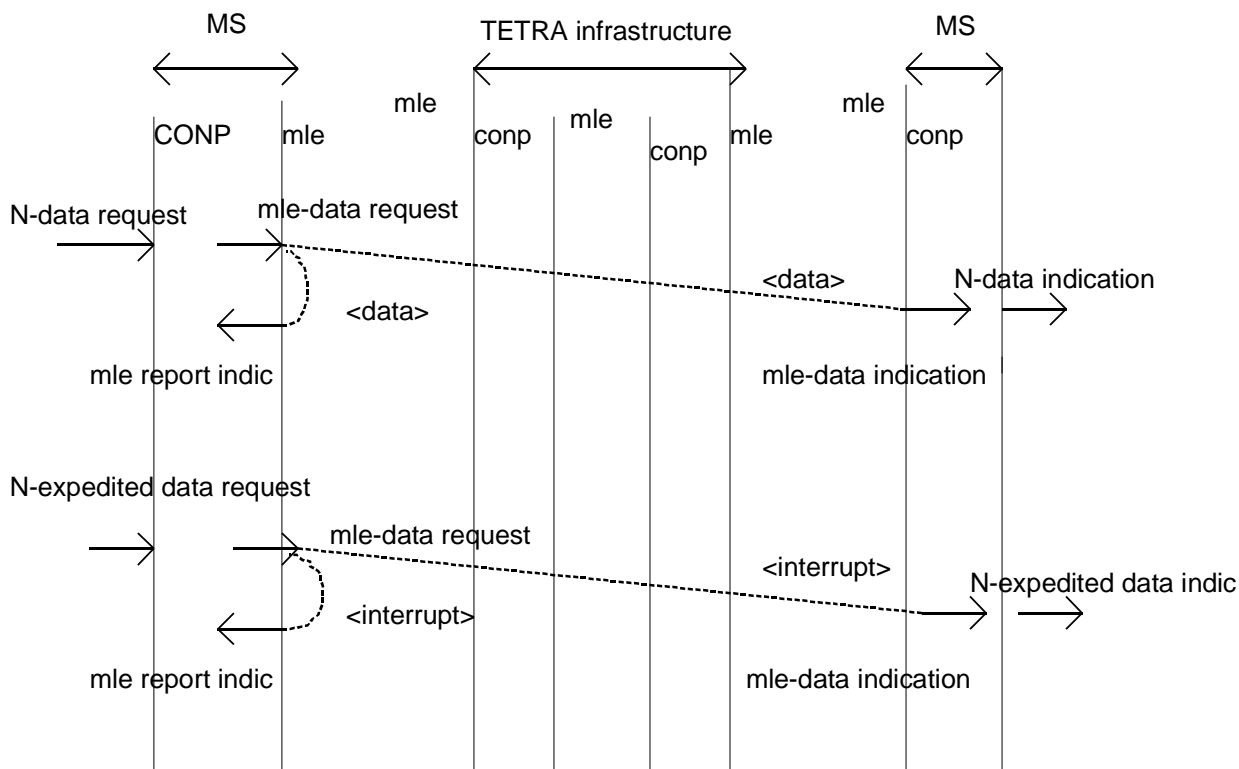 MS
TETRA infrastructure
MS
mle
mle
mle
CONP
mle
conp
conp
mle
conp
N-data request
mle-data request
<data>
N-data indication
<data>
mle report indic
mle-data indication
N-expedited data request
mle-data request
<interrupt>
N-expedited data indic
<interrupt>
mle report indic
mle-data indication